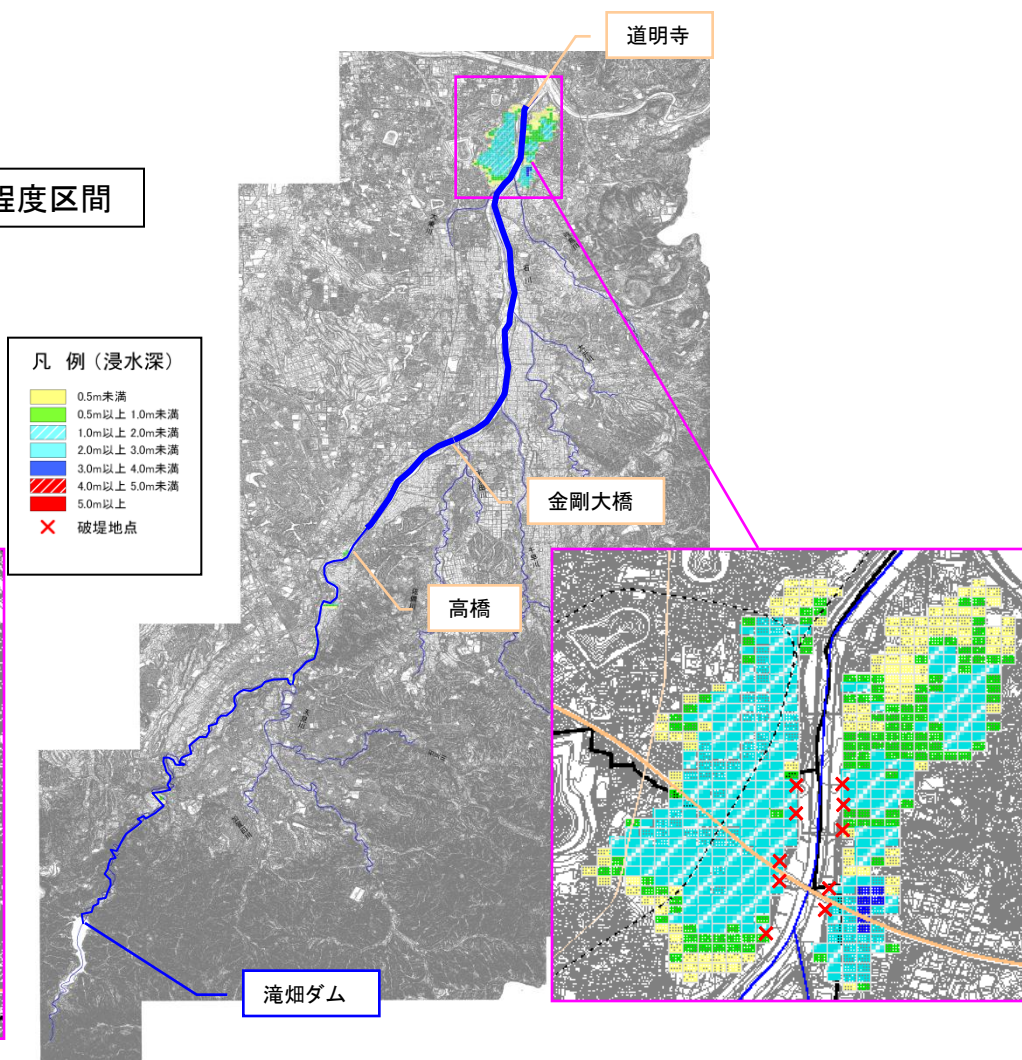 道明寺
程度区間
凡 例（浸水深）
0.5m未満
0.5m以上 1.0m未満
1.0m以上 2.0m未満
2.0m以上 3.0m未満
3.0m以上 4.0m未満
4.0m以上 5.0m未満
5.0m以上
破堤地点
金剛大橋
高橋
滝畑ダム